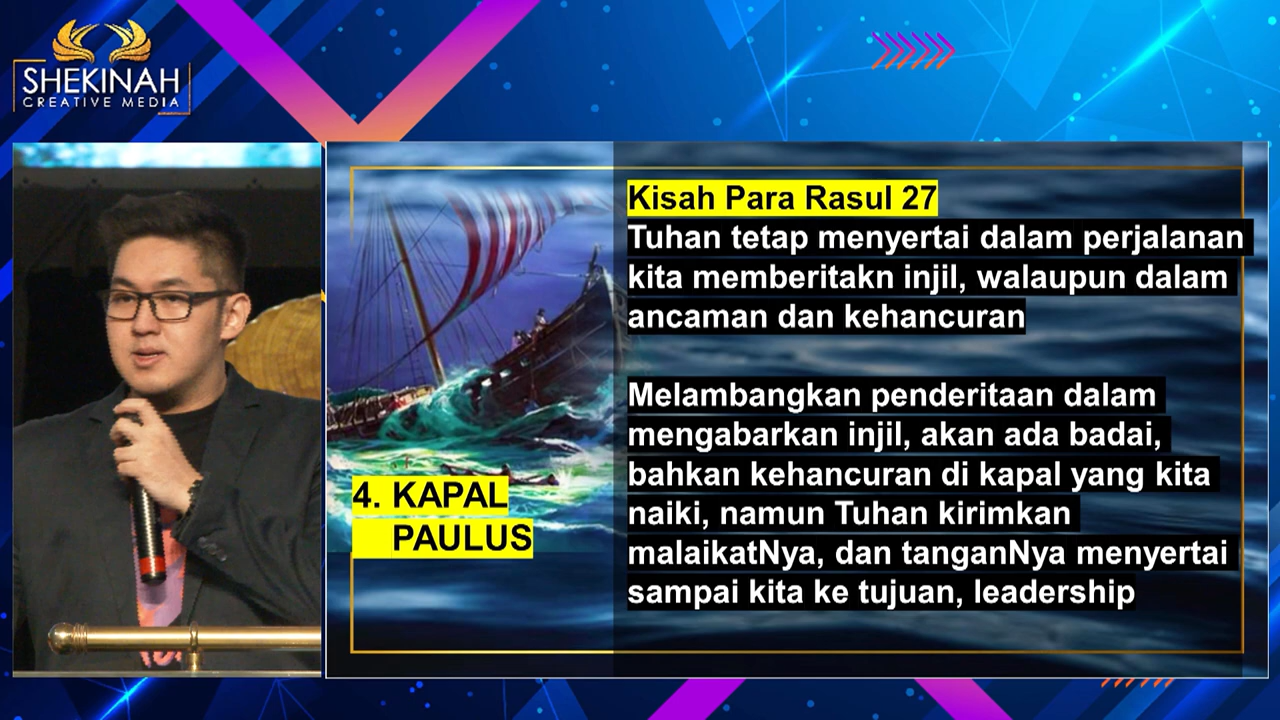 SHEKINAH
CREATIVE MEDIA
Kisah Para Rasul 27
Tuhan tetap menyertai dalam perjalanan
kita memberitakn injil, walaupun dalam
ancaman dan kehancuran
Melambangkan penderitaan dalam
mengabarkan injil, akan ada badai,
bahkan kehancuran di kapal yang kita
naiki, namun Tuhan kirimkan
malaikatNya, dan tanganNya menyertai
sampai kita ke tujuan, leadership
4. KAPAL
PAULUS